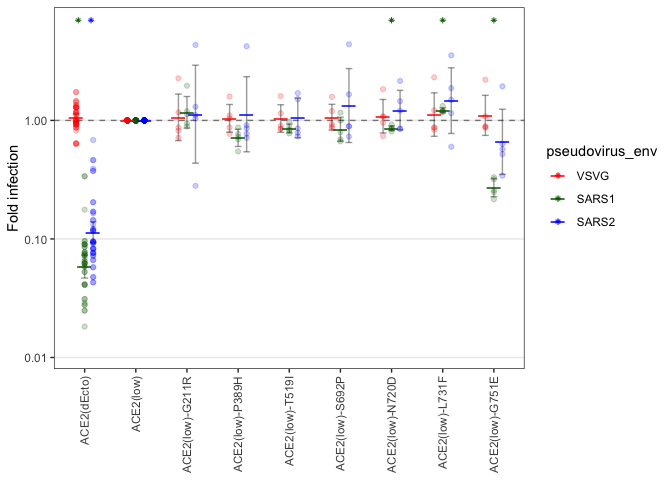 Fold infection
1.00
0.10
0.01
ACE2(dEcto)
ACE2(low)
ACE2(low)-G211R
ACE2(low)-P389H
ACE2(low)-T519I
ACE2(low)-S692P
ACE2(low)-N720D
ACE2(low)-L731F
ACE2(low)-G751E
pseudovirus_env
VSVG
SARS1
SARS2